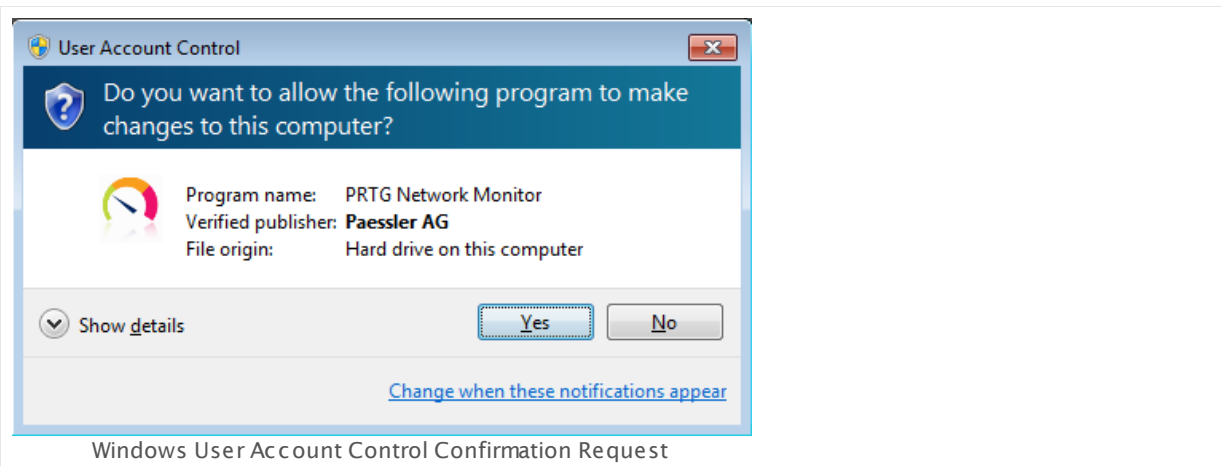 User Account Control
Do you want to allow the following program to make
changes to this computer?
Program name: PRTG Network Monitor
Verified publisher: Paessler AG
File origin: Hard drive on this computer
Show details
Yes
No
Change when these notifications appear
Windows User Account Control Confirmation Request